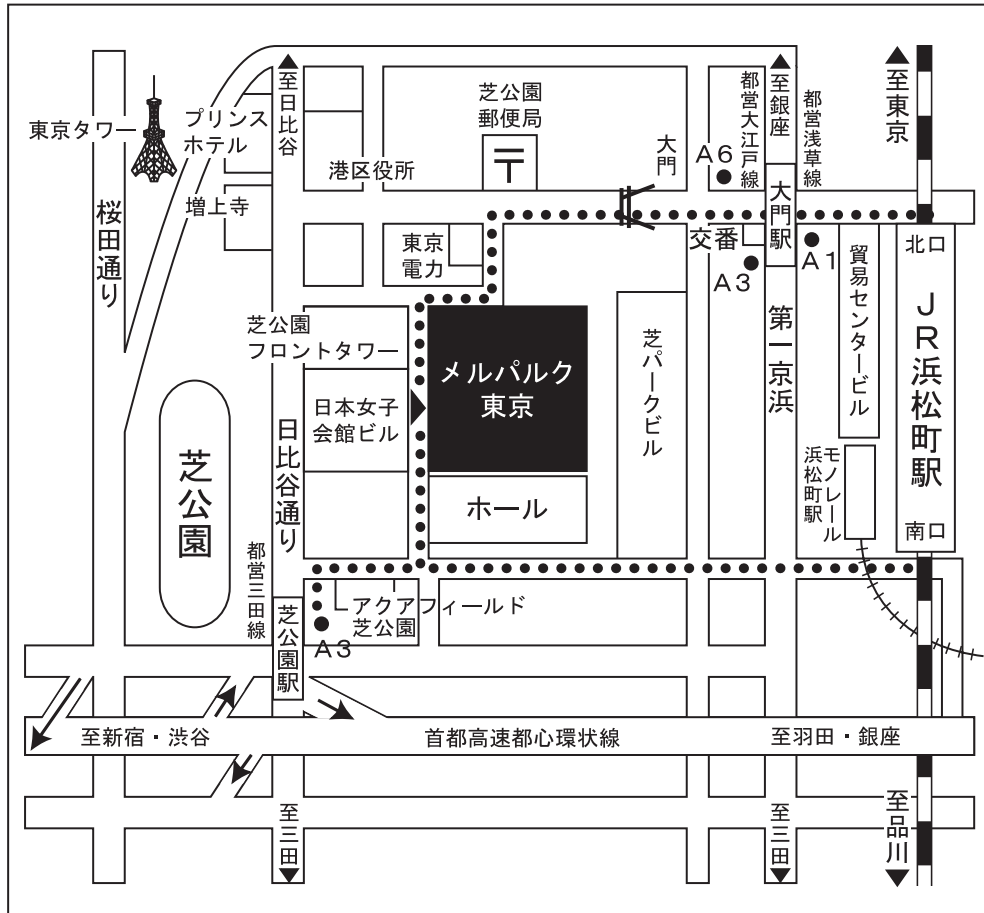 東京タワー
桜田通り
プリンス
ホテル
増上寺
至日比谷
港区役所
芝公園
郵便局
〒
大門
A6
都営大江戸線
至銀座
都営浅草線
至東京
大門駅
交番
A3
A1
東京
電力
芝公園
フロントタワー
日本女子
会館ビル
メルパルク
東京
ホール
芝パークビル
第一京浜
貿易センタービル
北口
JR浜松町駅
南口
モノレール
浜松町駅
芝公園
日比谷通り
都営三田線
芝公園駅
A3
アクアフィールド
芝公園
至新宿・渋谷
首都高速都心環状線
至羽田・銀座
至三田
至三田
至品川